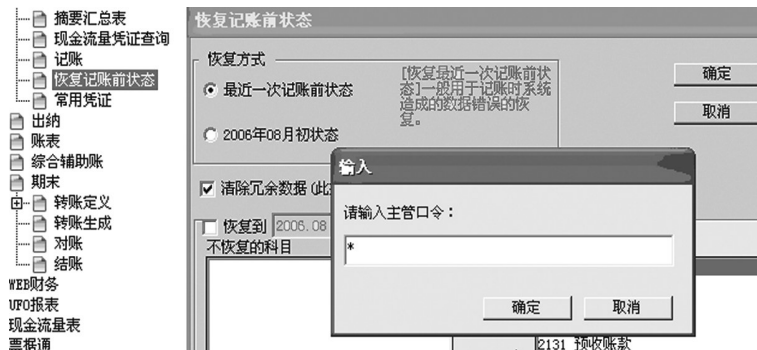 摘要汇总表
现金流量凭证查询
记账
恢复记账前状态
常用凭证
出纳
账表
综合辅助账
期末
转账定义
转账生成
对账
结账
WEB财务
UFO报表
现金流量表
票据通
恢复记账前状态
恢复方式
最近一次记账前状态
2006年08月初状态
[恢复最近一次记账前状
态]一般用于记账时系统
造成的数据错误的恢
复。
确定
取消
清除冗余数据(此
恢复到 2006.08
不恢复的科目
输入
请输入主管口令：
*
确定 取消
2131 预收账款